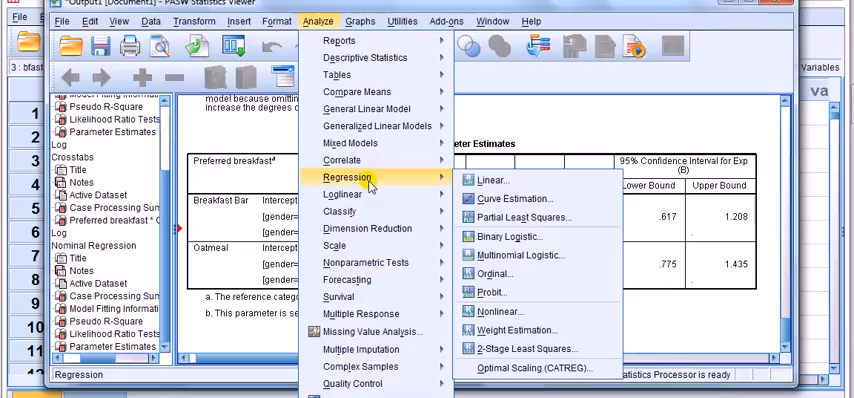 *Output1 [Document1] - PASW Statistics Viewer
File
File Edit View Data Transform Insert Format Analyze Graphs Utilities Add-ons Window Help
3 : bfast
Variables
va
1
2
3
4
5
6
7
8
9
10
11
Model Fitting Informati
Pseudo R-Square
Likelihood Ratio Tests
Parameter Estimates
Log
Crosstabs
Title
Notes
Active Dataset
Case Processing Sum
Preferred breakfast * C
Log
Nominal Regression
Title
Notes
Active Dataset
Case Processing Sum
Model Fitting Informati
Pseudo R-Square
Likelihood Ratio Tests
Parameter Estimates
model because omitting
increase the degrees o
meter Estimates
Preferred breakfastª
95% Confidence Interval for Exp
(B)
Lower Bound Upper Bound
Breakfast Bar Intercep
[gender=
[gender=
.617 1.208
.
Oatmeal Intercep
[gender=
[gender=
.775 1.435
.
a. The reference categ
b. This parameter is se
Reports
Descriptive Statistics
Tables
Compare Means
General Linear Model
Generalized Linear Models
Mixed Models
Correlate
Regression
Loglinear
Classify
Dimension Reduction
Scale
Nonparametric Tests
Forecasting
Survival
Multiple Response
Missing Value Analysis...
Multiple Imputation
Complex Samples
Quality Control
Linear...
Curve Estimation...
Partial Least Squares...
Binary Logistic...
Multinomial Logistic...
Ordinal...
Probit...
Nonlinear...
Weight Estimation...
2-Stage Least Squares...
Optimal Scaling (CATREG)...
Regression
Statistics Processor is ready